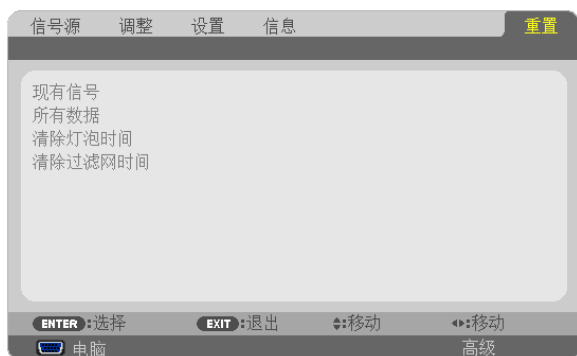 信号源 调整 设置 信息 重置
现有信号
所有数据
清除灯泡时间
清除过滤网时间
ENTER:选择 EXIT:退出 :移动 :移动
电脑 高级